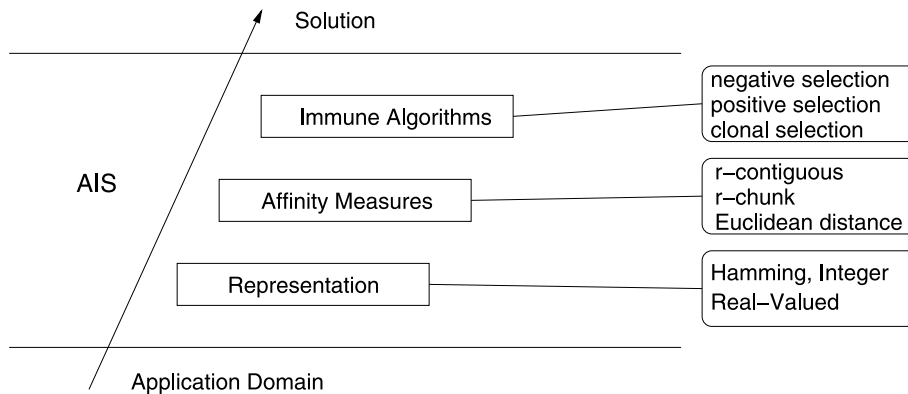 Solution
Immune Algorithms
negative selection
positive selection
clonal selection
AIS
Affinity Measures
r−contiguous
r−chunk
Euclidean distance
Representation
Hamming, Integer
Real−Valued
Application Domain